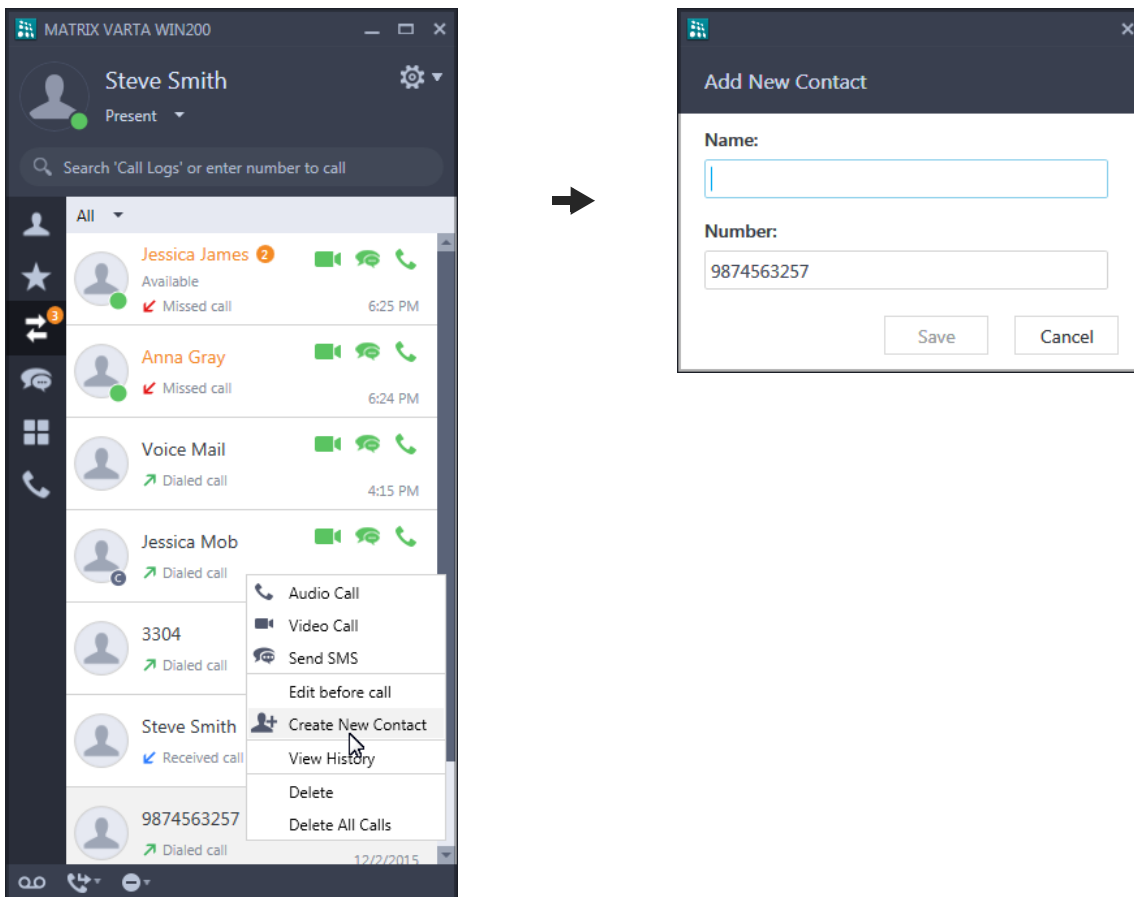 MATRIX VARTA WIN200
Steve Smith
Present
Search 'Call Logs' or enter number to call
All
Jessica James 2
Available
Missed call 6:25 PM
3
Anna Gray
Missed call
6:24 PM
Voice Mail
Dialed call
4:15 PM
Jessica Mob
C
Dialed call
Audio Call
Video Call
Send SMS
Edit before call
Create New Contact
View History
Delete
Delete All Calls
3304
Dialed call
Steve Smith
Received call
9874563257
Dialed call
12/2/2015
Add New Contact
Name:
Number:
9874563257
Save Cancel